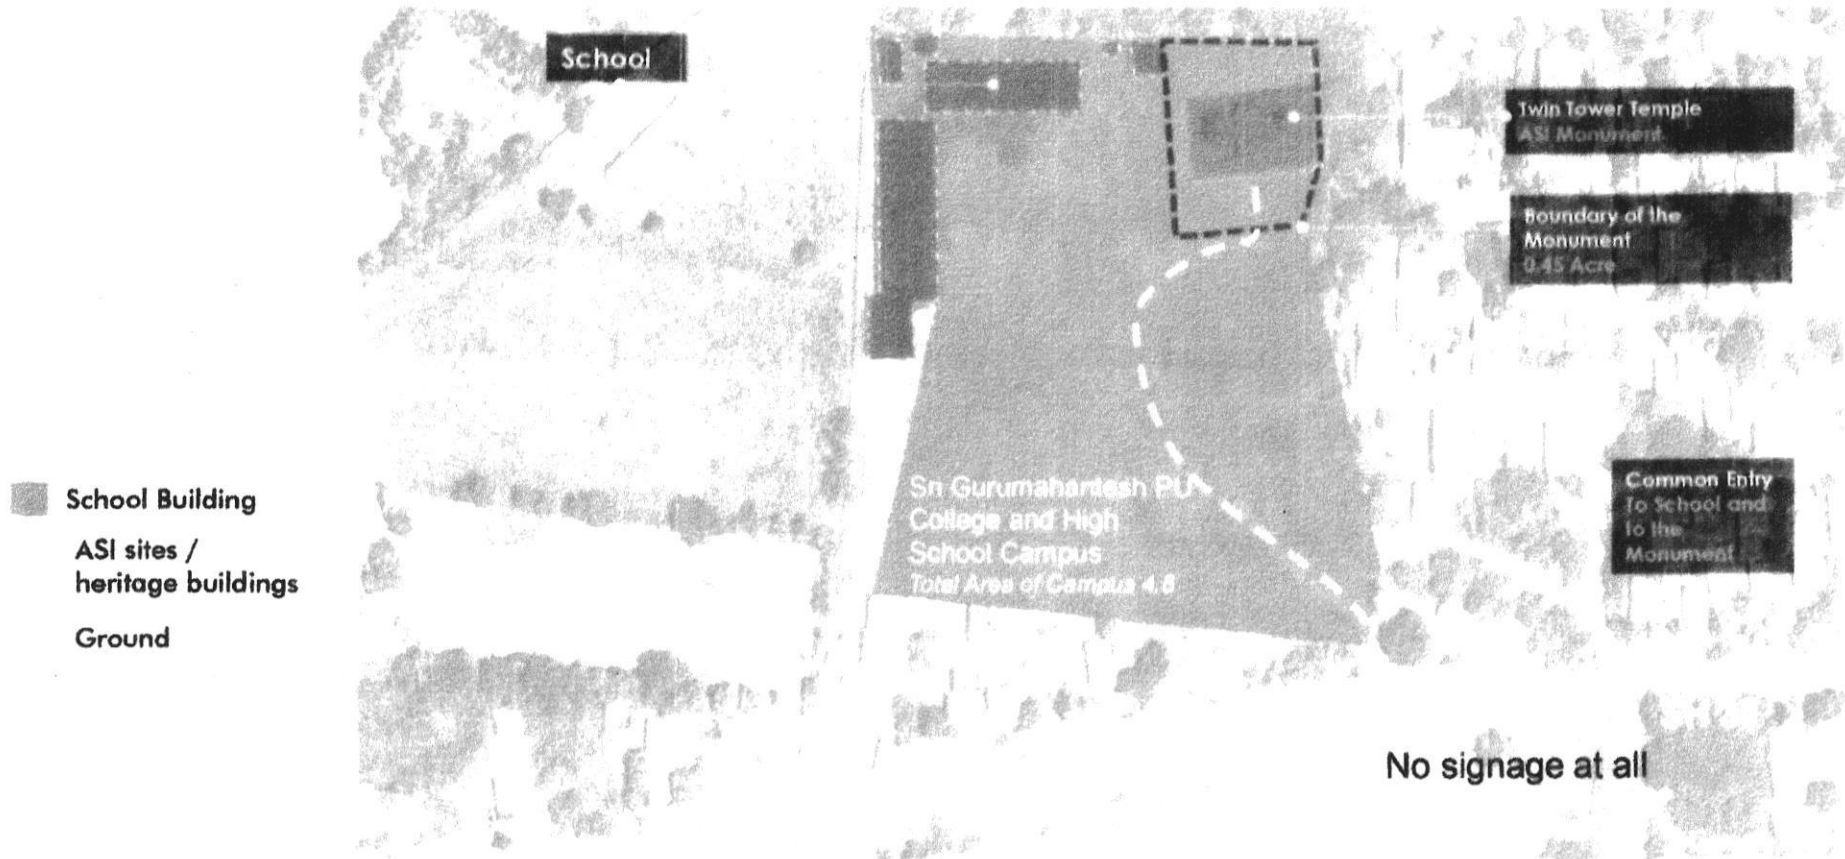 School
Twin Tower Temple
ASI Monument
Boundary of the
Monument
0.45 Acre
Sri Gurumahantesh PU
College and High
School Campus
Total Area of Campus 4.6
Common Entry
To School and
to the
Monument
School Building
ASI sites /
heritage buildings
Ground
No signage at all